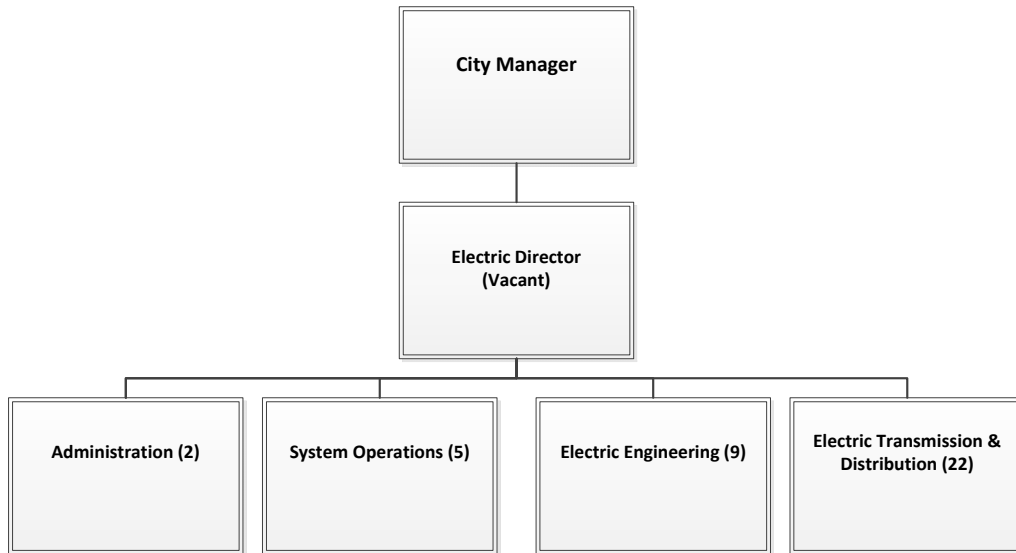 City Manager
Electric Director
(Vacant)
Administration (2)
System Operations (5)
Electric Engineering (9)
Electric Transmission &
Distribution (22)